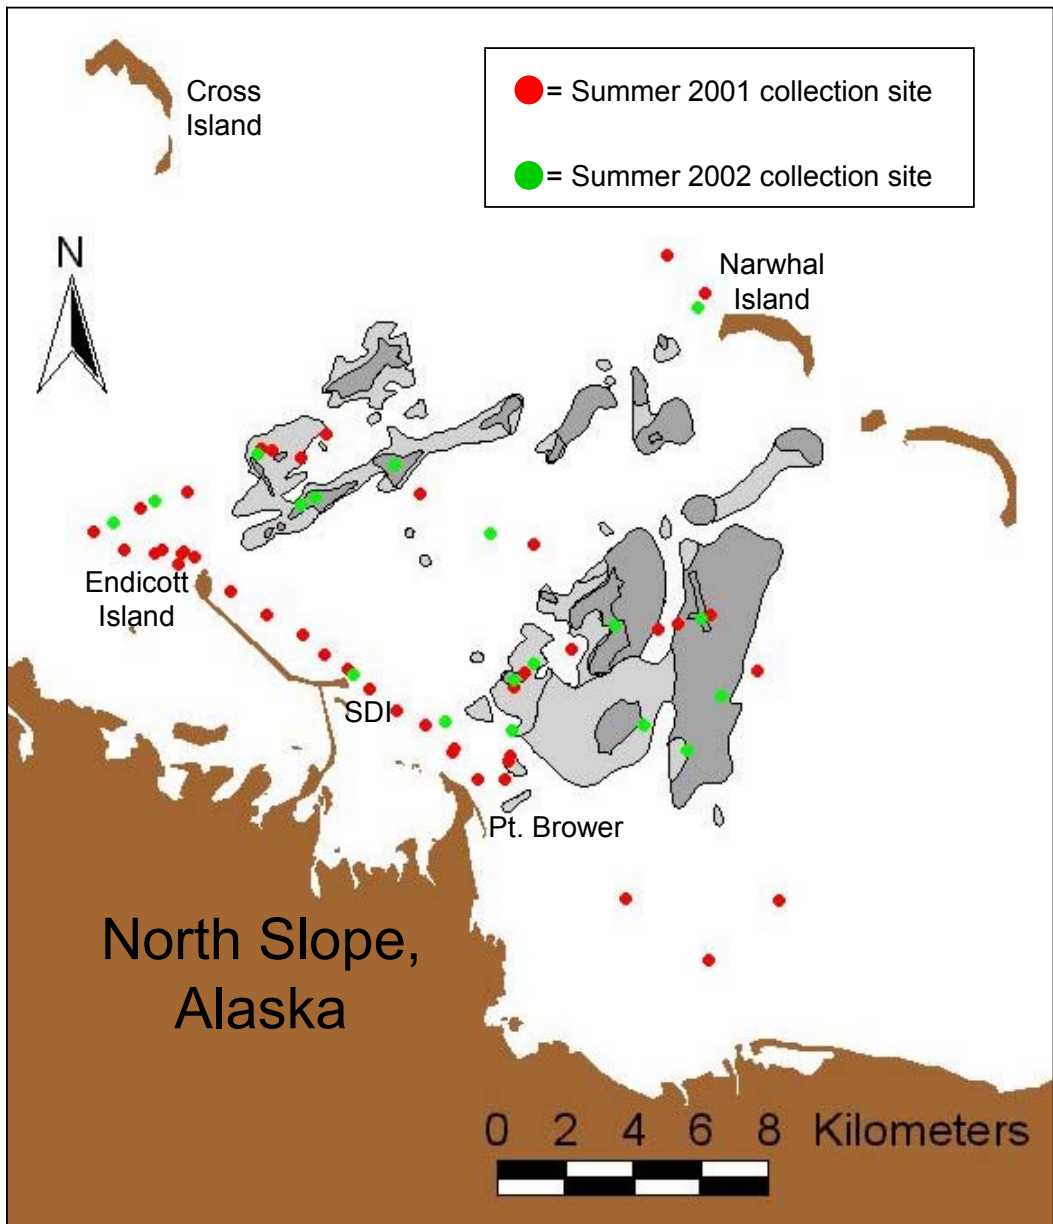 Cross
Island
= Summer 2001 collection site
= Summer 2002 collection site
N
Narwhal
Island
Endicott
Island
SDI
Pt. Brower
North Slope,
Alaska
0 2 4 6 8 Kilometers